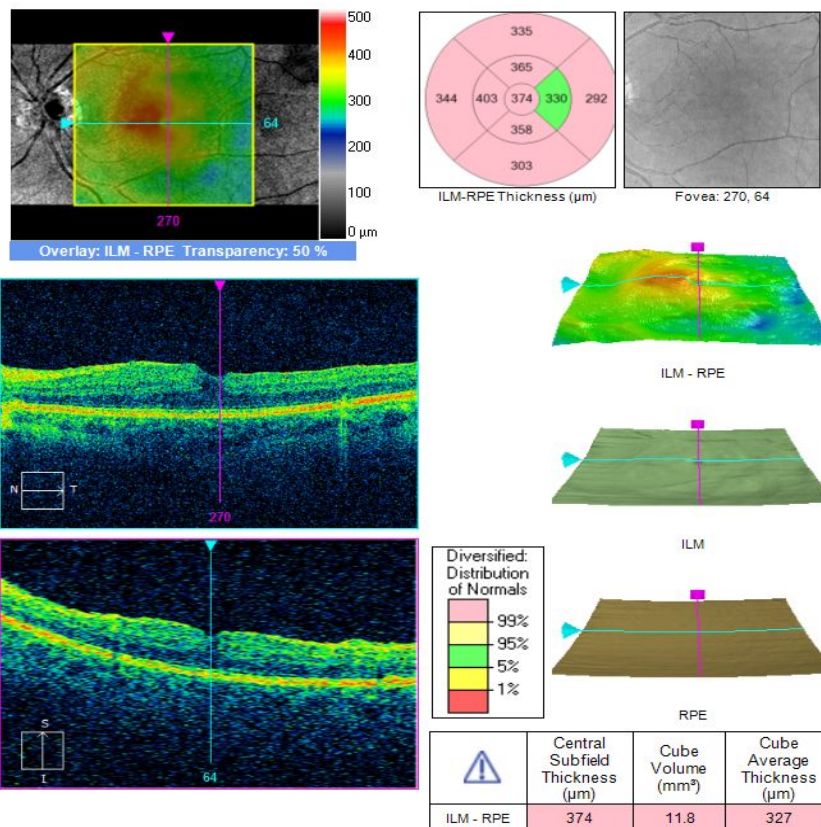 500
400
300
200
100
0 µm
64
270
Overlay: ILM - RPE Transparency: 50 %
335
365
344 403 374 330 292
358
303
ILM-RPE Thickness (µm)
Fovea: 270, 64
ILM - RPE
N T
270
ILM
S
I
64
Diversified:
Distribution
of Normals
99%
95%
5%
1%
RPE
Central
Subfield
Thickness
(µm)
Cube
Volume
(mm³)
Cube
Average
Thickness
(µm)
ILM - RPE 374 11.8 327